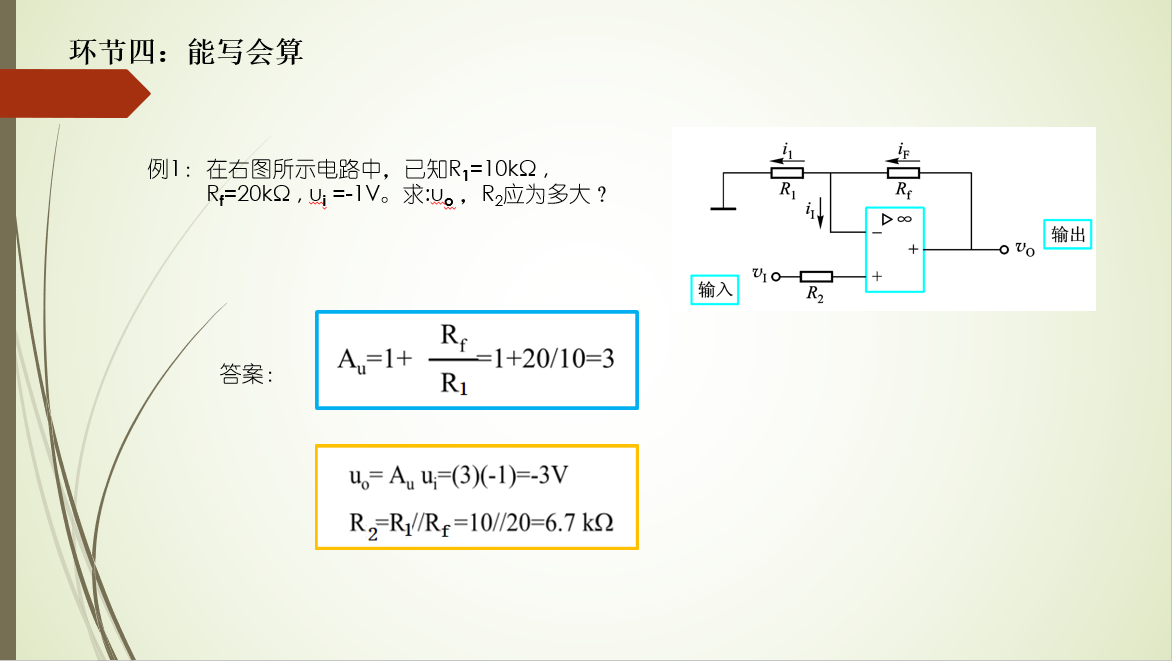 环节四：能写会算
例1：在右图所示电路中，已知R₁=10kΩ，
Rf=20kΩ，ui =-1V。求:uo，R₂应为多大？
i₁
iF
R₁
Rf
iI
▷ ∞
−
+
输出
vO
vI
+
输入
R₂
答案：
Au=1+ Rf/R1 =1+20/10=3
uo= Au ui=(3)(-1)=-3V
R2=R1//Rf =10//20=6.7 kΩ